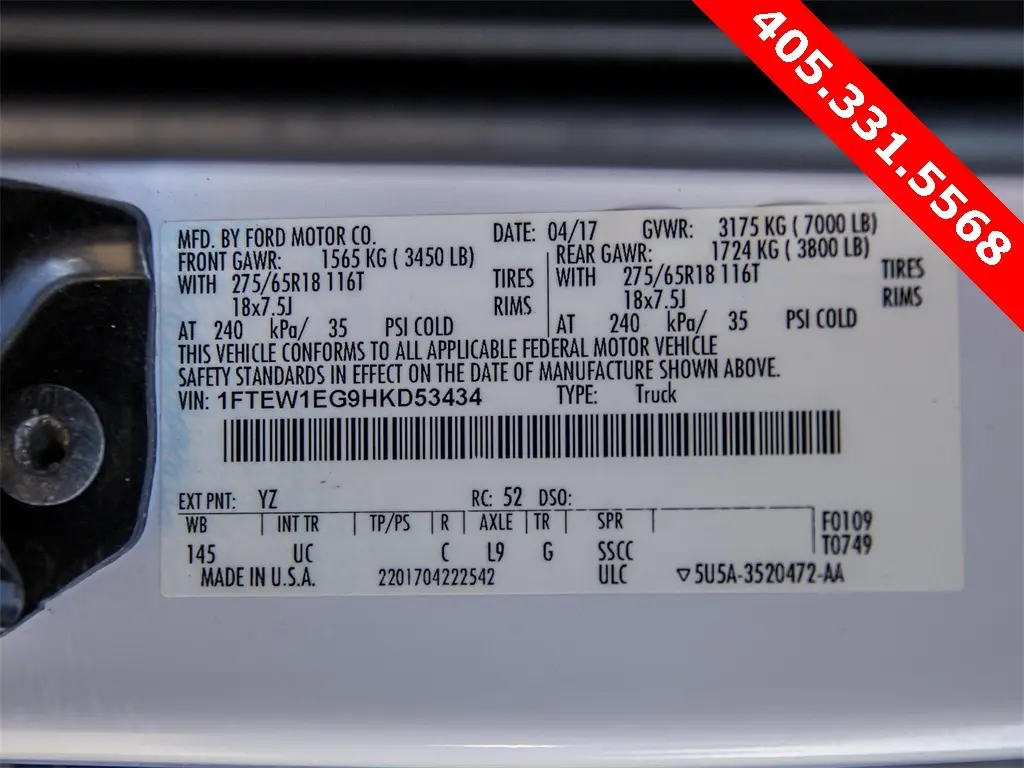 405.331.5568
MFD. BY FORD MOTOR CO. DATE: 04/17 GVWR: 3175 KG ( 7000 LB)
FRONT GAWR: 1565 KG ( 3450 LB) REAR GAWR: 1724 KG ( 3800 LB)
WITH 275/65R18 116T TIRES WITH 275/65R18 116T TIRES
18x7.5J RIMS 18x7.5J RIMS
AT 240 kPa/ 35 PSI COLD AT 240 kPa/ 35 PSI COLD
THIS VEHICLE CONFORMS TO ALL APPLICABLE FEDERAL MOTOR VEHICLE
SAFETY STANDARDS IN EFFECT ON THE DATE OF MANUFACTURE SHOWN ABOVE.
VIN: 1FTEW1EG9HKD53434 TYPE: Truck
EXT PNT: YZ RC: 52 DSO:
WB INT TR TP/PS R AXLE TR SPR F0109
145 UC C L9 G SSCC T0749
MADE IN U.S.A. 2201704222542 ULC ▽5U5A-3520472-AA